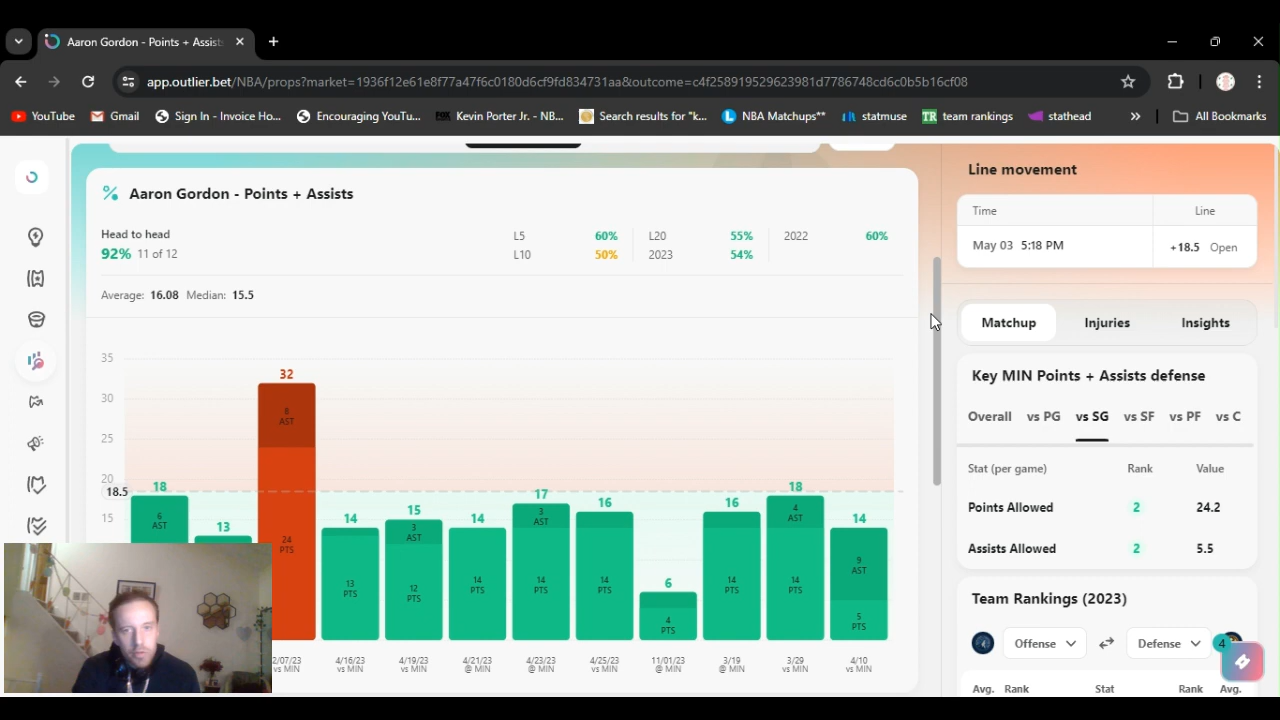 Aaron Gordon - Points + Assists
app.outlier.bet/NBA/props?market=1936f12e61e8f77a47f6c0180d6cf9fd834731aa&outcome=c4f258919529623981d7786748cd6c0b5b16cf08
YouTube Gmail Sign In - Invoice Ho... Encouraging YouTu... FOX Kevin Porter Jr. - NB... Search results for "k... L NBA Matchups** statmuse TR team rankings stathead » All Bookmarks
Aaron Gordon - Points + Assists
Head to head
92% 11 of 12
L5 60% L20 55% 2022 60%
L10 50% 2023 54%
Average: 16.08 Median: 15.5
35
30
25
20
18.5
15
18 13 32 14 15 14 17 16 6 16 18 14
6 AST
8 AST
24 PTS
13 PTS
3 AST
12 PTS
14 PTS
3 AST
14 PTS
14 PTS
4 PTS
14 PTS
4 AST
14 PTS
9 AST
5 PTS
2/07/23 4/16/23 4/19/23 4/21/23 4/23/23 4/25/23 11/01/23 3/19 3/29 4/10
vs MIN vs MIN vs MIN @ MIN @ MIN vs MIN @ MIN @ MIN vs MIN vs MIN
Line movement
Time Line
May 03 5:18 PM +18.5 Open
Matchup Injuries Insights
Key MIN Points + Assists defense
Overall vs PG vs SG vs SF vs PF vs C
Stat (per game) Rank Value
Points Allowed 2 24.2
Assists Allowed 2 5.5
Team Rankings (2023)
Offense Defense 4
Avg. Rank Stat Rank Avg.